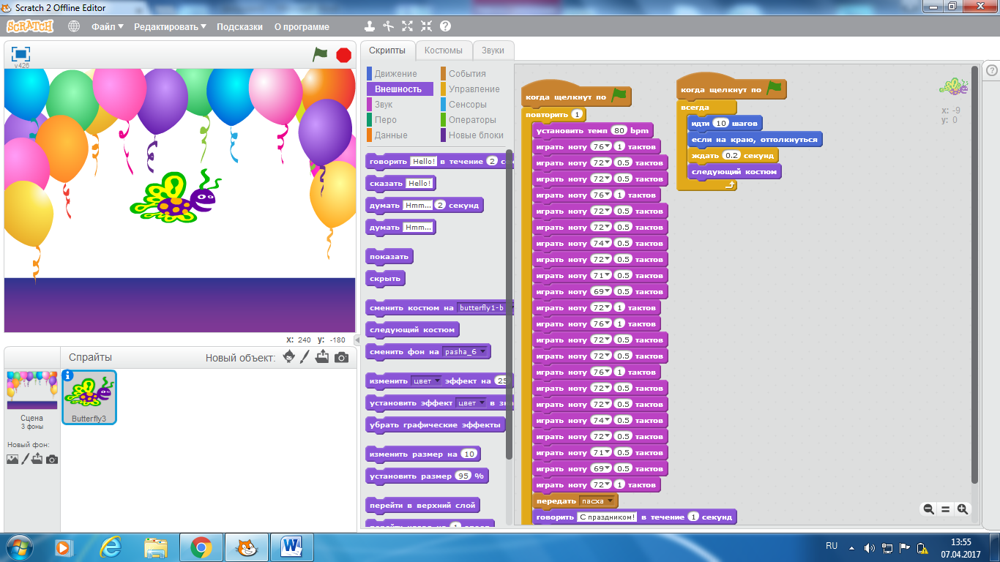 Scratch 2 Offline Editor
SCRATCH Файл Редактировать Подсказки О программе
v426
Скрипты Костюмы Звуки
Движение События
Внешность Управление
Звук Сенсоры
Перо Операторы
Данные Новые блоки
говорить Hello! в течение 2
сказать Hello!
думать Hmm... 2 секунд
думать Hmm...
показать
скрыть
сменить костюм на butterfly1-b
следующий костюм
сменить фон на pasha_6
изменить цвет эффект на 25
установить эффект цвет в
убрать графические эффекты
изменить размер на 10
установить размер 95 %
перейти в верхний слой
когда щелкнут по
повторить 1
установить темп 80 bpm
играть ноту 76 1 тактов
играть ноту 72 0.5 тактов
играть ноту 72 0.5 тактов
играть ноту 76 1 тактов
играть ноту 72 0.5 тактов
играть ноту 72 0.5 тактов
играть ноту 74 0.5 тактов
играть ноту 72 0.5 тактов
играть ноту 71 0.5 тактов
играть ноту 69 0.5 тактов
играть ноту 72 1 тактов
играть ноту 76 1 тактов
играть ноту 72 0.5 тактов
играть ноту 72 0.5 тактов
играть ноту 76 1 тактов
играть ноту 72 0.5 тактов
играть ноту 72 0.5 тактов
играть ноту 74 0.5 тактов
играть ноту 72 0.5 тактов
играть ноту 71 0.5 тактов
играть ноту 69 0.5 тактов
играть ноту 72 1 тактов
передать пасха
говорить С праздником! в течение 1 секунд
когда щелкнут по
всегда
идти 10 шагов
если на краю, оттолкнуться
ждать 0.2 секунд
следующий костюм
x: -9
y: 0
x: 240 y: -180
Спрайты Новый объект:
Сцена
3 фоны
Butterfly3
Новый фон:
RU
13:55
07.04.2017